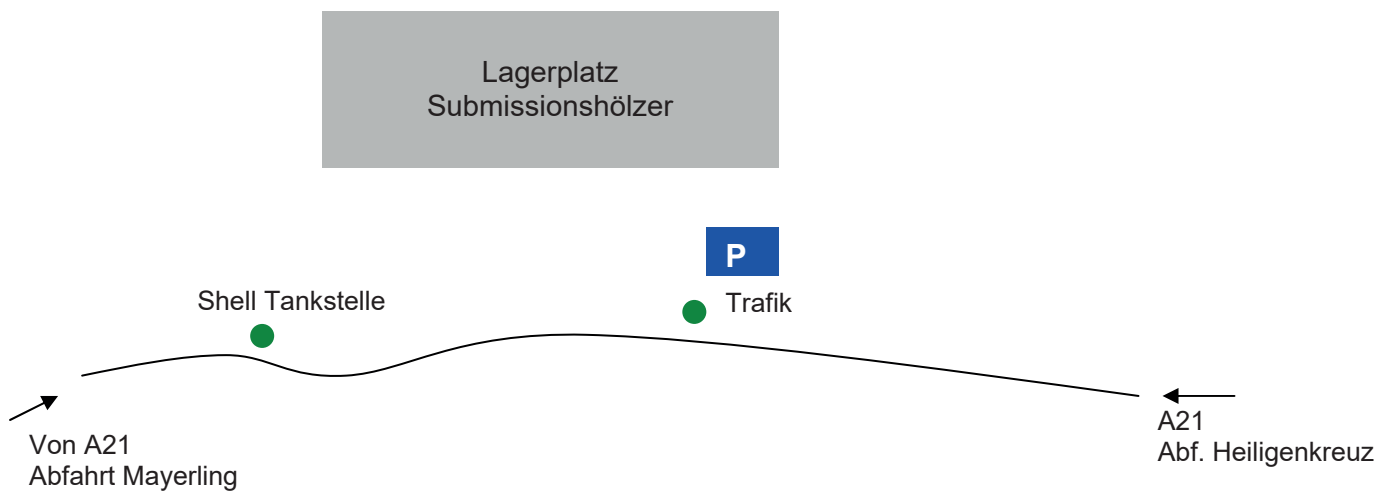 Lagerplatz
Submissionshölzer
P
Shell Tankstelle
Trafik
Von A21
Abfahrt Mayerling
A21
Abf. Heiligenkreuz